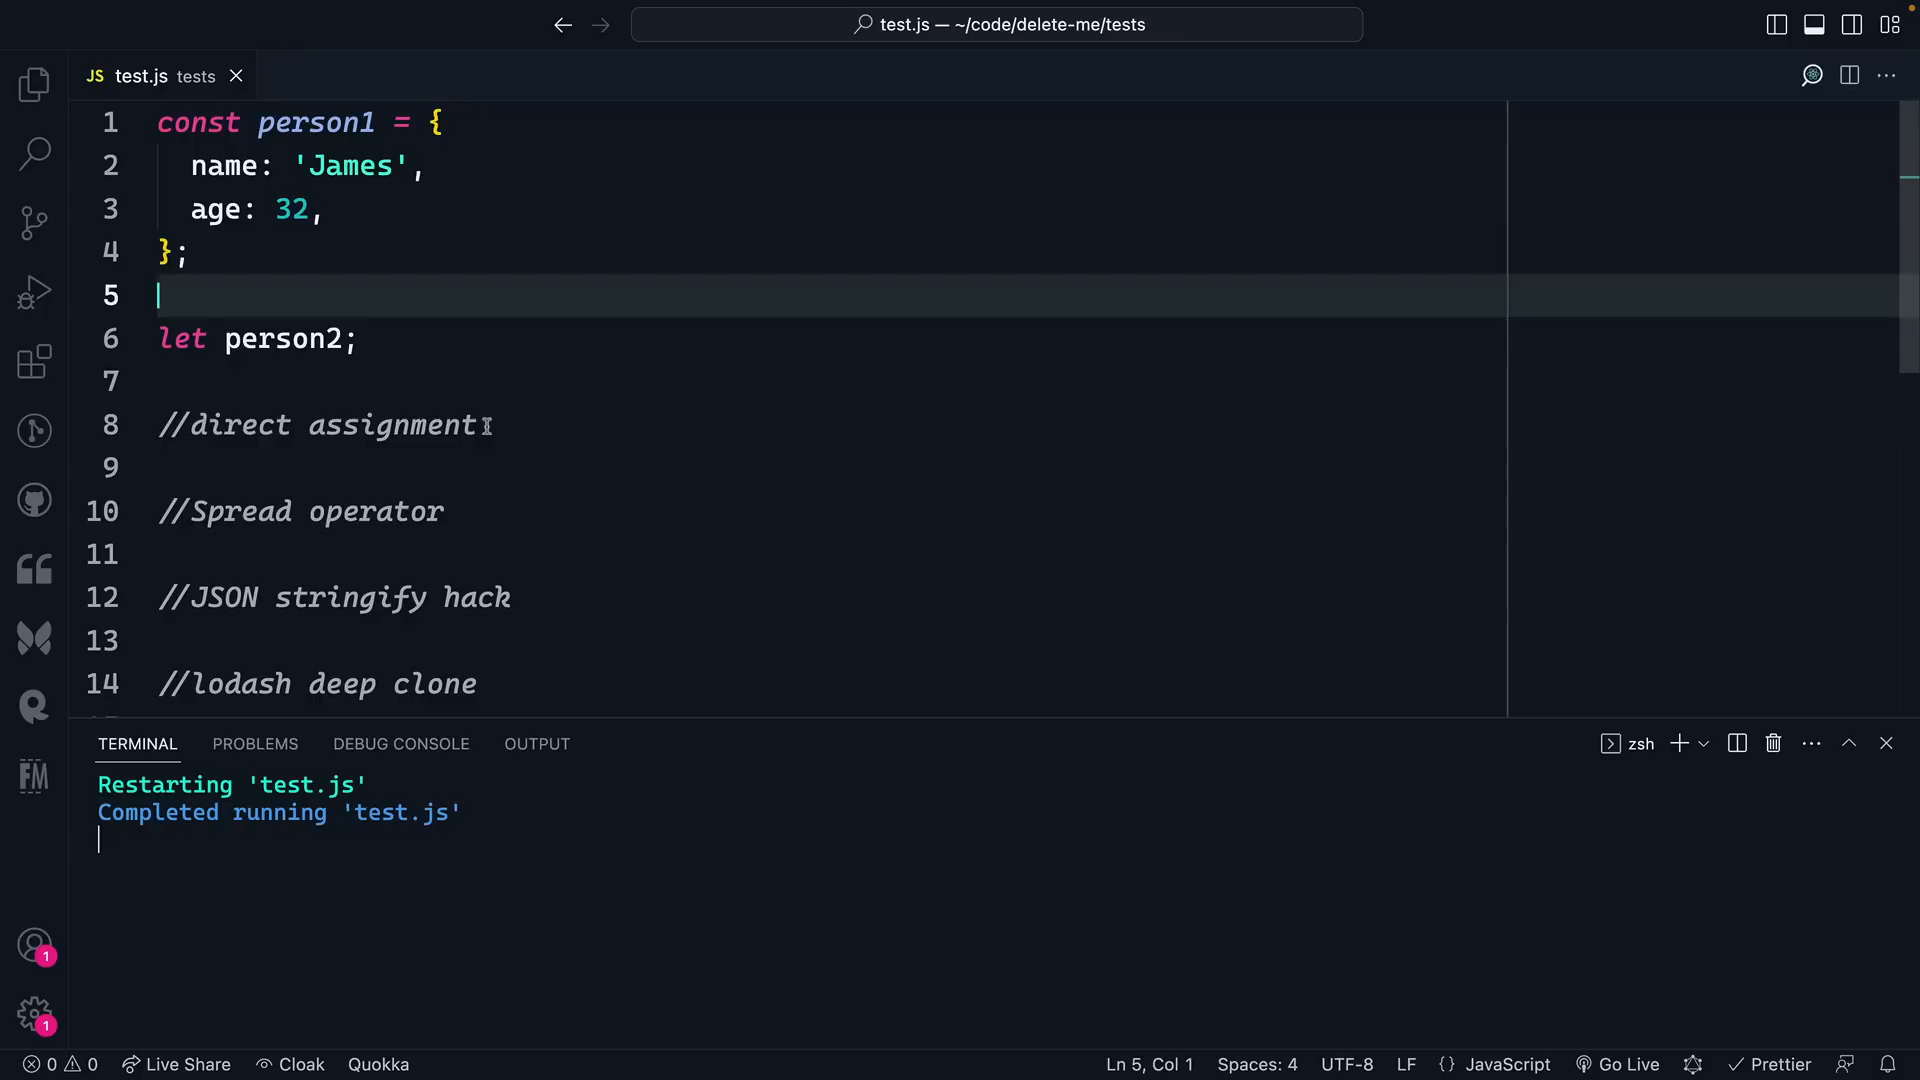 test.js — ~/code/delete-me/tests
JS test.js tests
1 const person1 = {
2 name: 'James',
3 age: 32,
4 };
5
6 let person2;
7
8 //direct assignment
9
10 //Spread operator
11
12 //JSON stringify hack
13
14 //lodash deep clone
TERMINAL PROBLEMS DEBUG CONSOLE OUTPUT
zsh
Restarting 'test.js'
Completed running 'test.js'
FM
1
1
0 0 Live Share Cloak Quokka Ln 5, Col 1 Spaces: 4 UTF-8 LF {} JavaScript Go Live Prettier